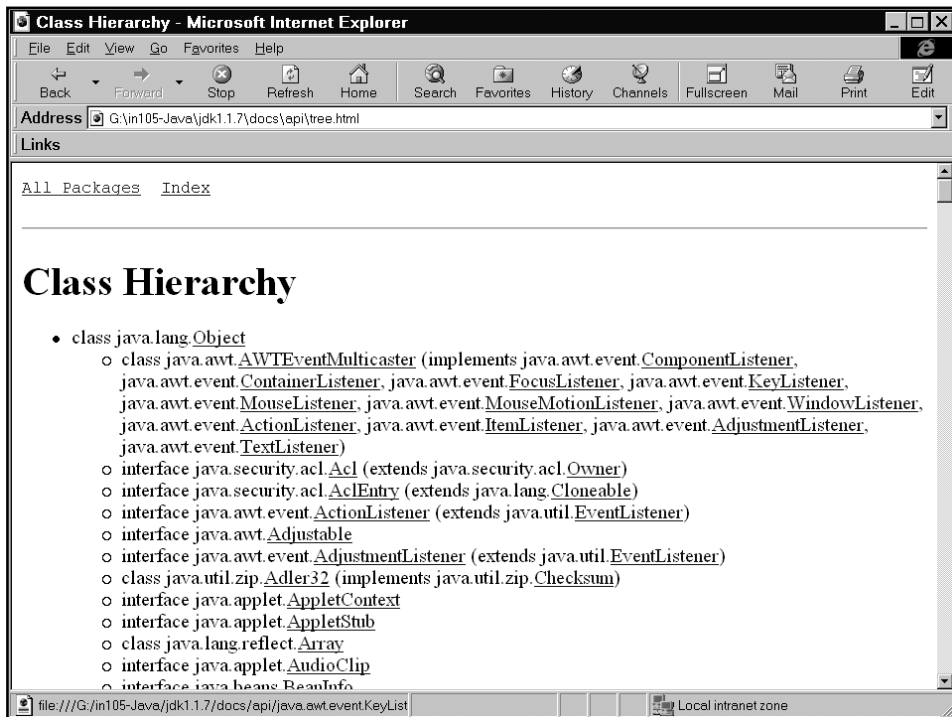 Class Hierarchy - Microsoft Internet Explorer
File Edit View Go Favorites Help
Back Forward Stop Refresh Home Search Favorites History Channels Fullscreen Mail Print Edit
Address G:\in105-Java\jdk1.1.7\docs\api\tree.html
Links
All Packages Index
Class Hierarchy
• class java.lang.Object
o class java.awt.AWTEventMulticaster (implements java.awt.event.ComponentListener,
java.awt.event.ContainerListener, java.awt.event.FocusListener, java.awt.event.KeyListener,
java.awt.event.MouseListener, java.awt.event.MouseMotionListener, java.awt.event.WindowListener,
java.awt.event.ActionListener, java.awt.event.ItemListener, java.awt.event.AdjustmentListener,
java.awt.event.TextListener)
o interface java.security.acl.Acl (extends java.security.acl.Owner)
o interface java.security.acl.AclEntry (extends java.lang.Cloneable)
o interface java.awt.event.ActionListener (extends java.util.EventListener)
o interface java.awt.Adjustable
o interface java.awt.event.AdjustmentListener (extends java.util.EventListener)
o class java.util.zip.Adler32 (implements java.util.zip.Checksum)
o interface java.applet.AppletContext
o interface java.applet.AppletStub
o class java.lang.reflect.Array
o interface java.applet.AudioClip
o interface java.beans.BeanInfo
file:///G:/in105-Java/jdk1.1.7/docs/api/java.awt.event.KeyList Local intranet zone